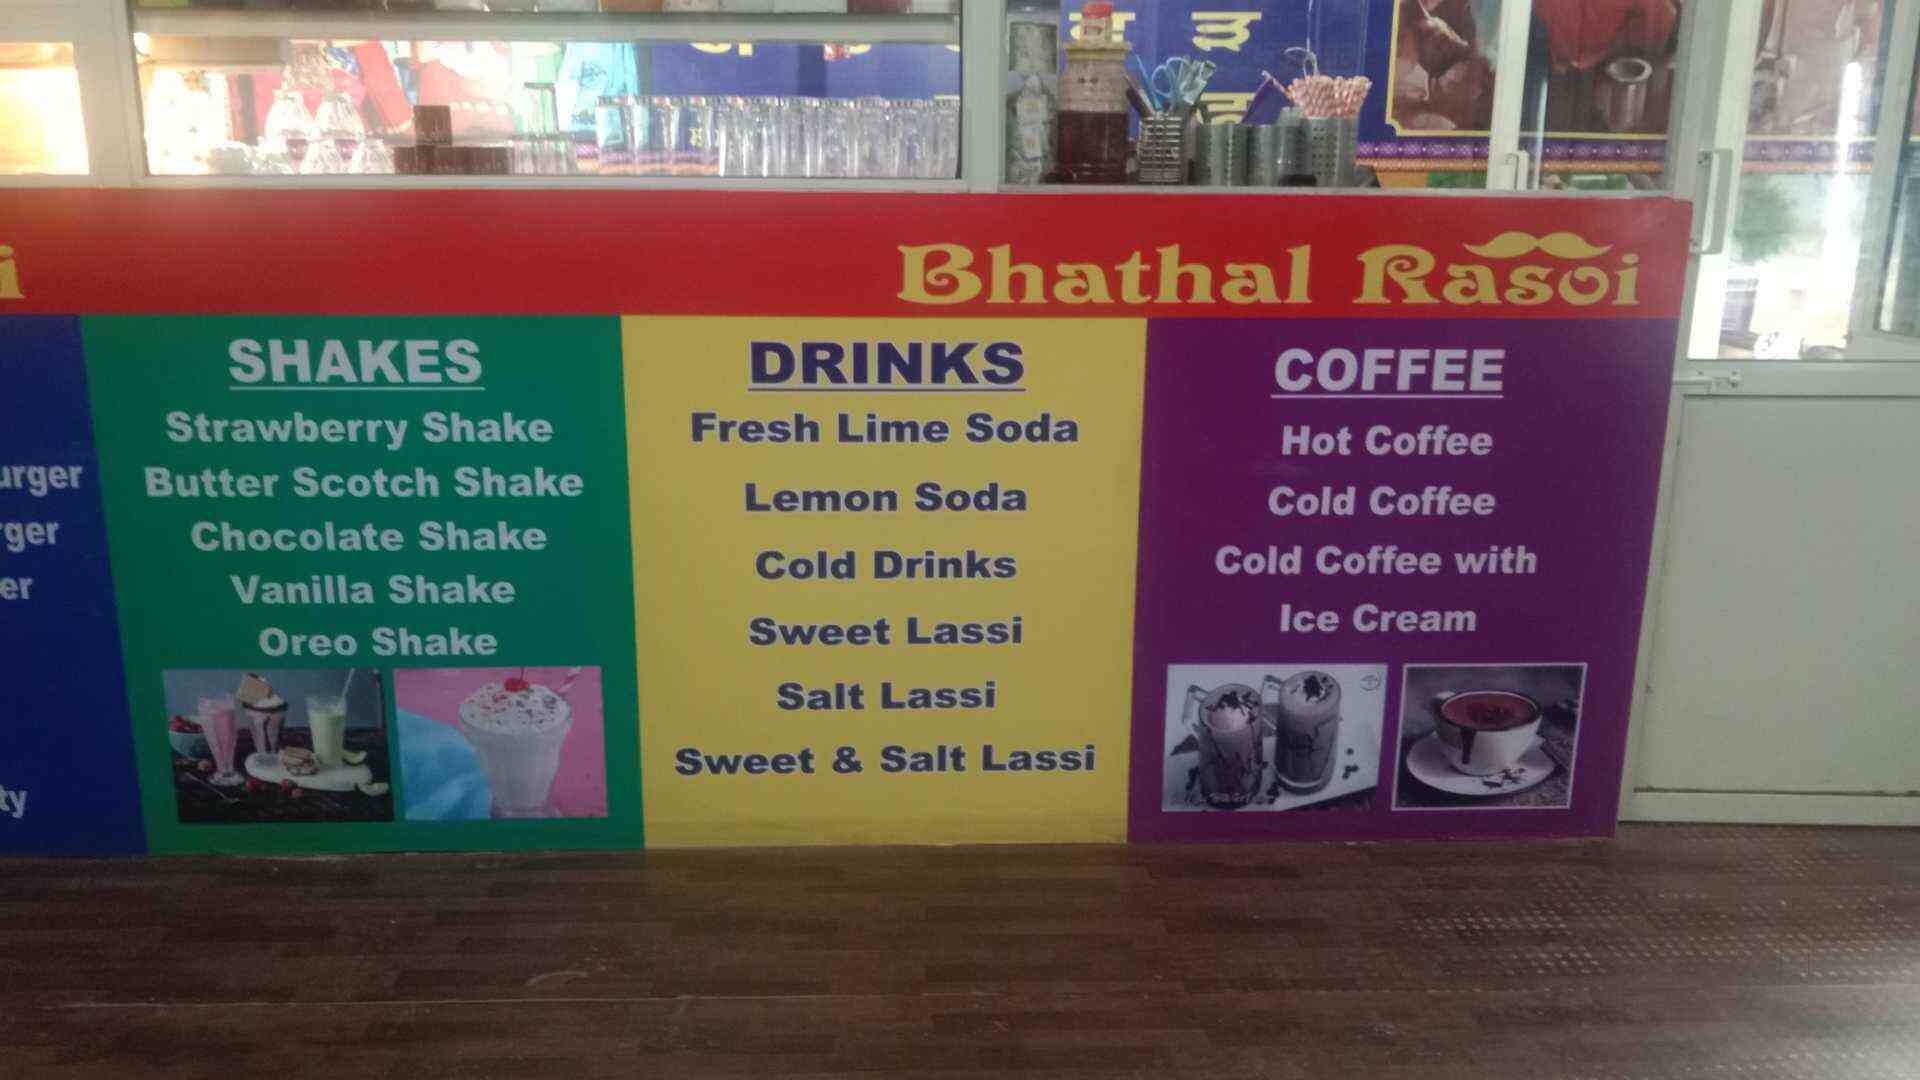 Bhathal Rasoi
SHAKES
Strawberry Shake
Butter Scotch Shake
Chocolate Shake
Vanilla Shake
Oreo Shake
DRINKS
Fresh Lime Soda
Lemon Soda
Cold Drinks
Sweet Lassi
Salt Lassi
Sweet & Salt Lassi
COFFEE
Hot Coffee
Cold Coffee
Cold Coffee with
Ice Cream